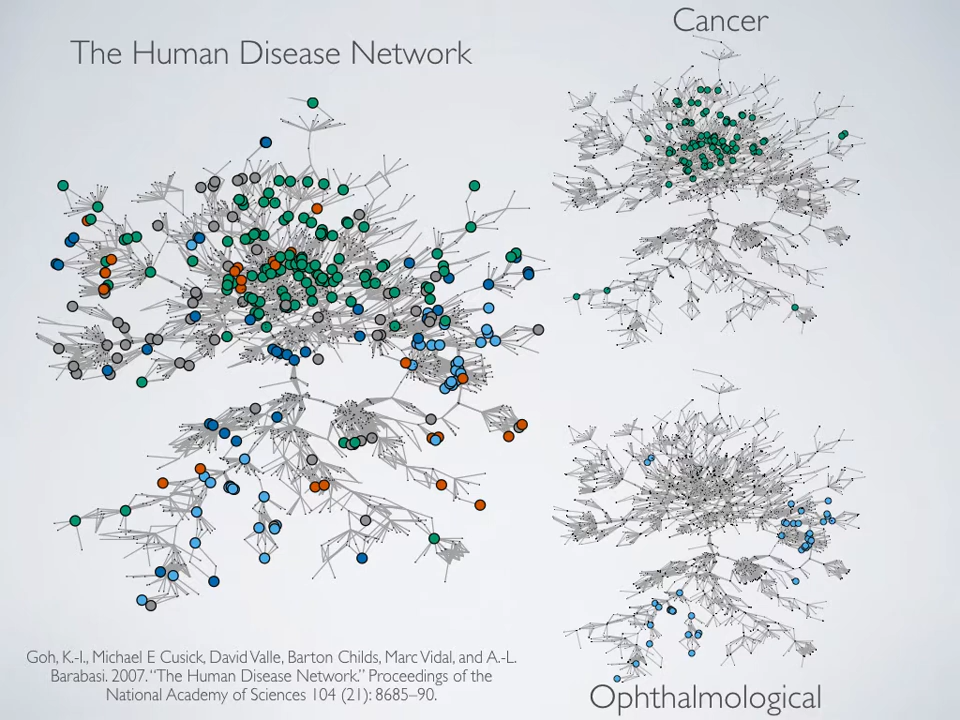 The Human Disease Network
Cancer
Goh, K.-I., Michael E Cusick, David Valle, Barton Childs, Marc Vidal, and A.-L.
Barabasi. 2007. “The Human Disease Network.” Proceedings of the
National Academy of Sciences 104 (21): 8685–90.
Ophthalmological